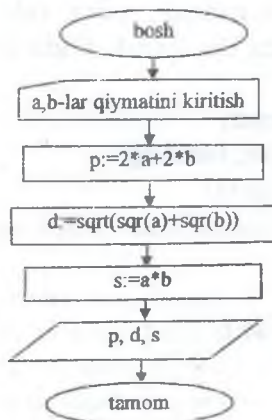 bosh
a,b-lar qiymatini kiritish
p:=2*a+2*b
d:=sqrt(sqr(a)+sqr(b))
s:=a*b
p, d, s
tamom